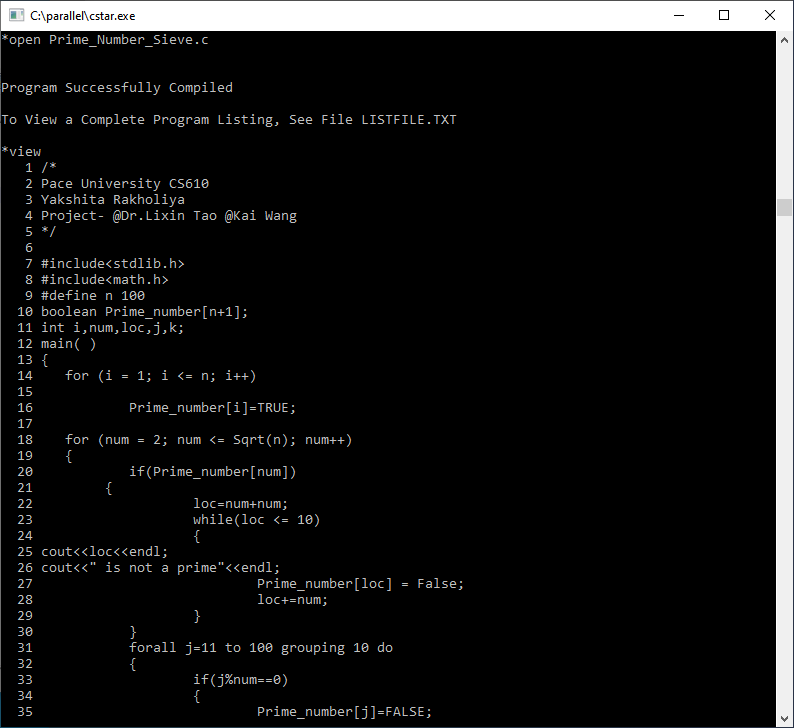 C:\parallel\cstar.exe
*open Prime_Number_Sieve.c
Program Successfully Compiled
To View a Complete Program Listing, See File LISTFILE.TXT
*view
1 /*
2 Pace University CS610
3 Yakshita Rakholiya
4 Project- @Dr.Lixin Tao @Kai Wang
5 */
6
7 #include<stdlib.h>
8 #include<math.h>
9 #define n 100
10 boolean Prime_number[n+1];
11 int i,num,loc,j,k;
12 main( )
13 {
14    for (i = 1; i <= n; i++)
15
16            Prime_number[i]=TRUE;
17
18    for (num = 2; num <= Sqrt(n); num++)
19    {
20            if(Prime_number[num])
21         {
22                    loc=num+num;
23                    while(loc <= 10)
24                    {
25 cout<<loc<<endl;
26 cout<<" is not a prime"<<endl;
27                            Prime_number[loc] = False;
28                            loc+=num;
29                    }
30            }
31            forall j=11 to 100 grouping 10 do
32            {
33                    if(j%num==0)
34                    {
35                            Prime_number[j]=FALSE;